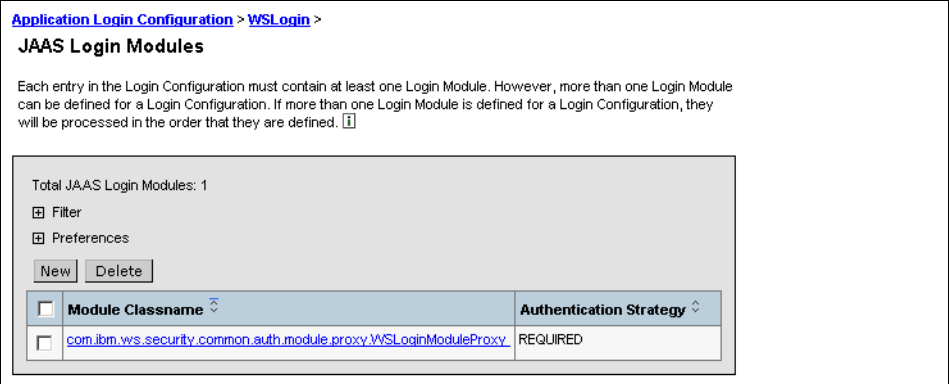 Application Login Configuration > WSLogin >
JAAS Login Modules
Each entry in the Login Configuration must contain at least one Login Module. However, more than one Login Module
can be defined for a Login Configuration. If more than one Login Module is defined for a Login Configuration, they
will be processed in the order that they are defined. i
Total JAAS Login Modules: 1
Filter
Preferences
New Delete
Module Classname Authentication Strategy
com.ibm.ws.security.common.auth.module.proxy.WSLoginModuleProxy REQUIRED